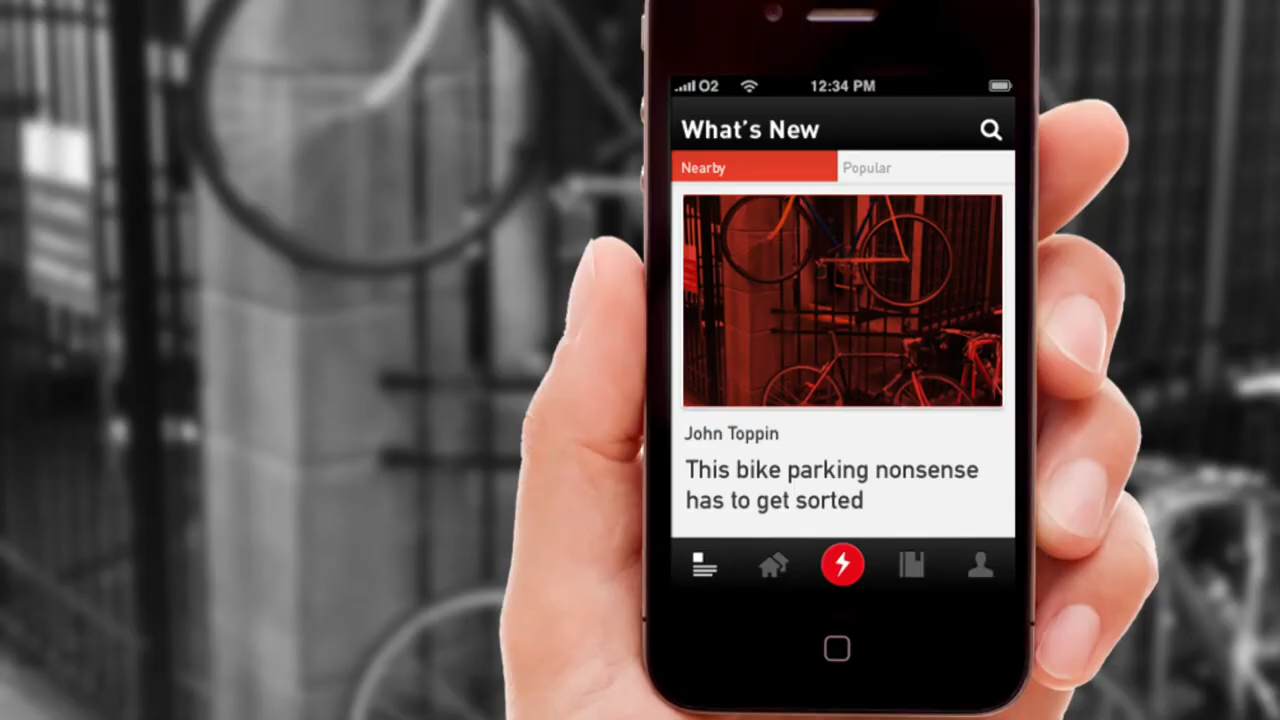 O2 12:34 PM
What's New
Nearby Popular
John Toppin
This bike parking nonsense
has to get sorted